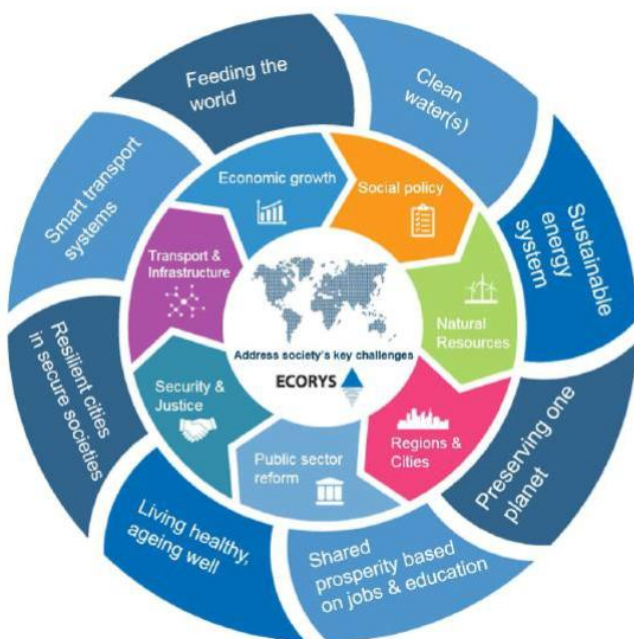 Feeding the
world
Clean
water(s)
Sustainable
energy
system
Preserving one
planet
Shared
prosperity based
on jobs & education
Living healthy,
ageing well
Resilient cities
in secure societies
Smart transport
systems
Economic growth
Social policy
Natural
Resources
Regions &
Cities
Public sector
reform
Security &
Justice
Transport &
Infrastructure
Address society's key challenges
ECORYS